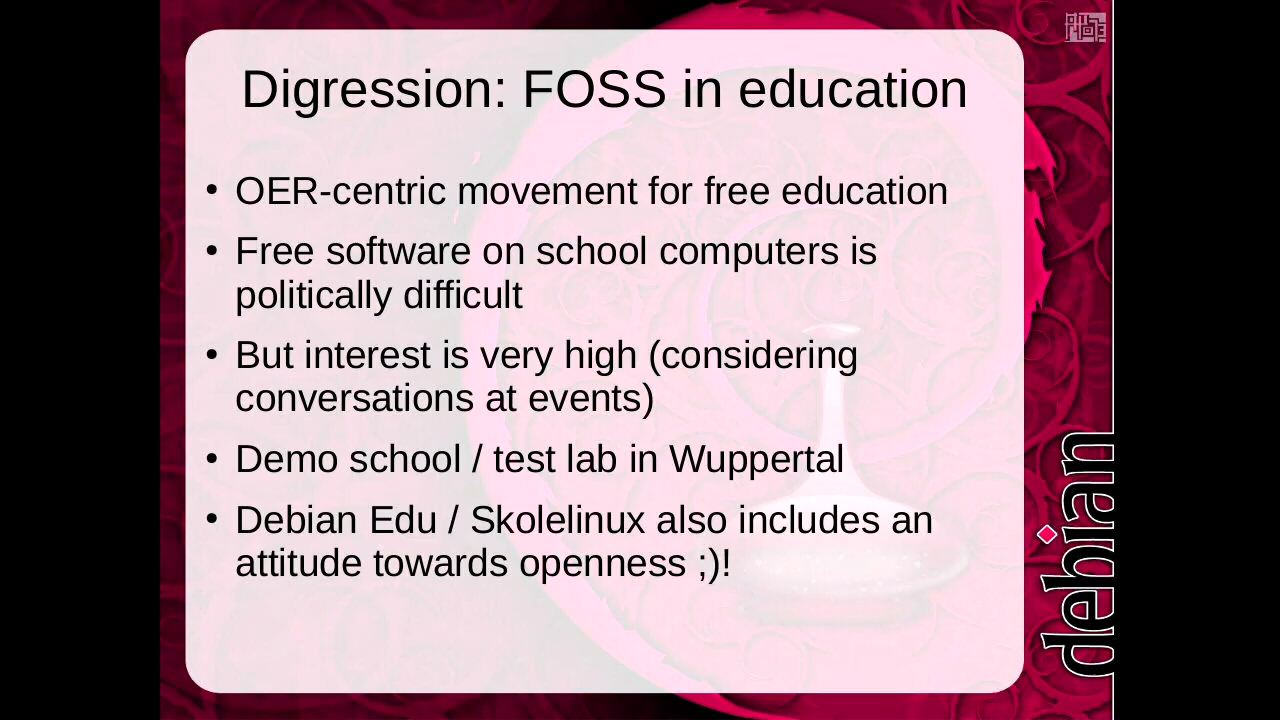 Digression: FOSS in education
• OER-centric movement for free education
• Free software on school computers is
politically difficult
• But interest is very high (considering
conversations at events)
• Demo school / test lab in Wuppertal
• Debian Edu / Skolelinux also includes an
attitude towards openness ;)!
debian